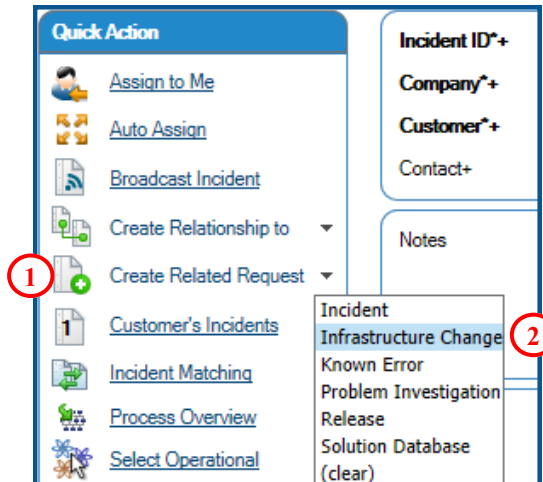 Quick Action
Assign to Me
Auto Assign
Broadcast Incident
Create Relationship to
1 Create Related Request
1 Customer's Incidents
Incident Matching
Process Overview
Select Operational
Incident ID*+
Company*+
Customer*+
Contact+
Notes
Incident
Infrastructure Change 2
Known Error
Problem Investigation
Release
Solution Database
(clear)